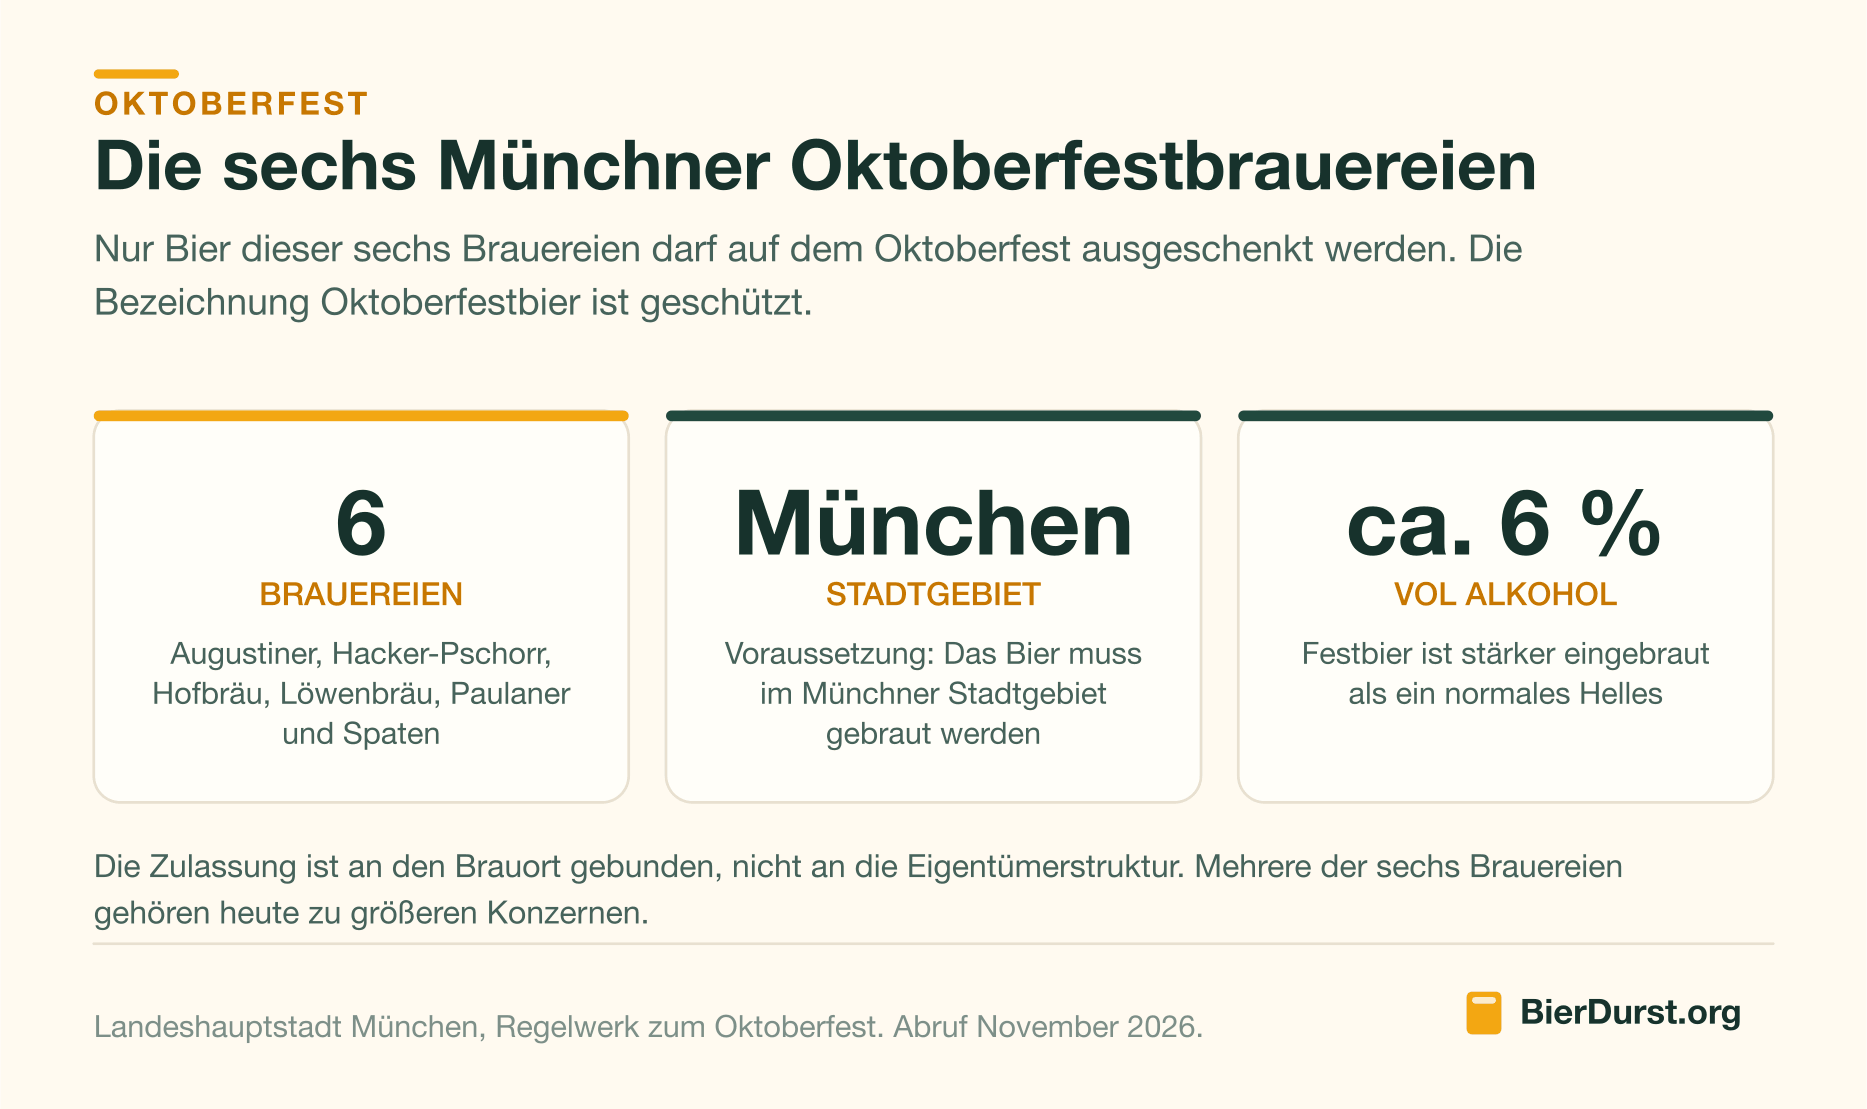 OKTOBERFEST
Die sechs Münchner Oktoberfestbrauereien
Nur Bier dieser sechs Brauereien darf auf dem Oktoberfest ausgeschenkt werden. Die
Bezeichnung Oktoberfestbier ist geschützt.
6
BRAUEREIEN
Augustiner, Hacker-Pschorr,
Hofbräu, Löwenbräu, Paulaner
und Spaten
München
STADTGEBIET
Voraussetzung: Das Bier muss
im Münchner Stadtgebiet
gebraut werden
ca. 6 %
VOL ALKOHOL
Festbier ist stärker eingebraut
als ein normales Helles
Die Zulassung ist an den Brauort gebunden, nicht an die Eigentümerstruktur. Mehrere der sechs Brauereien
gehören heute zu größeren Konzernen.
Landeshauptstadt München, Regelwerk zum Oktoberfest. Abruf November 2026.
BierDurst.org